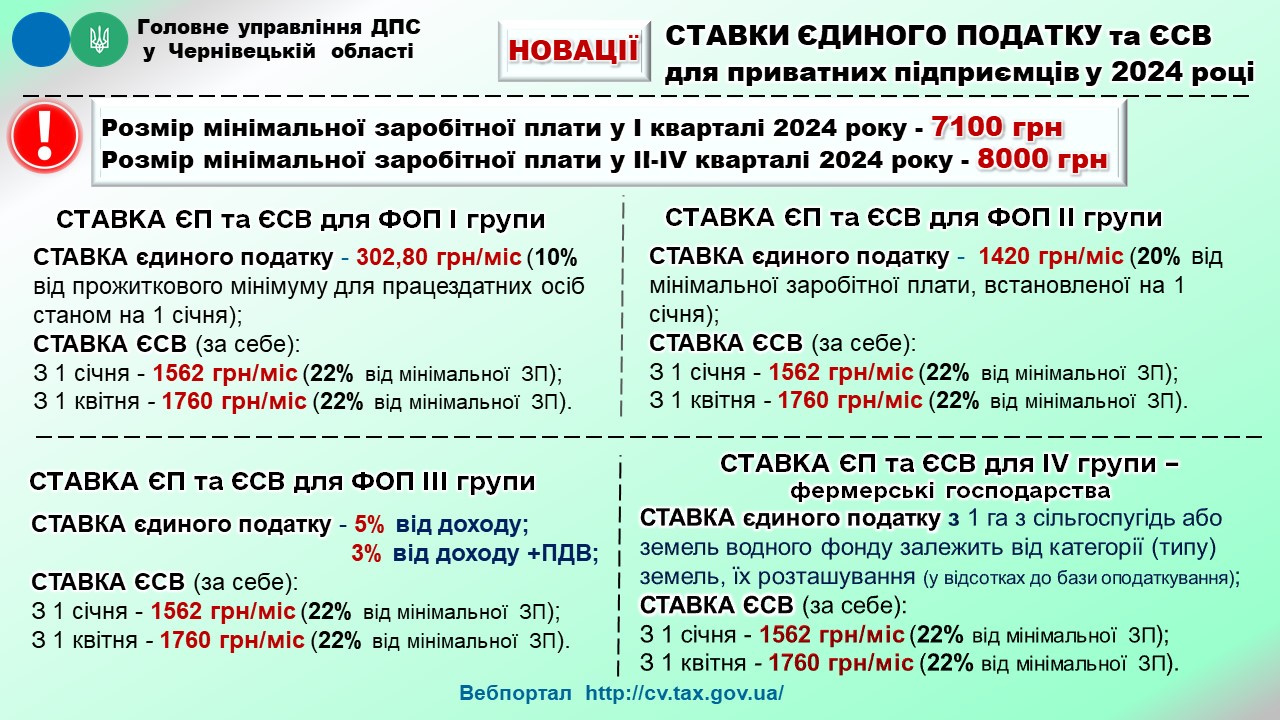 Головне управління ДПС
у Чернівецькій області
НОВАЦІЇ
СТАВКИ ЄДИНОГО ПОДАТКУ та ЄСВ
для приватних підприємців у 2024 році
Розмір мінімальної заробітної плати у І кварталі 2024 року - 7100 грн
Розмір мінімальної заробітної плати у ІІ-IV кварталі 2024 року - 8000 грн
СТАВКА ЄП та ЄСВ для ФОП І групи
СТАВКА єдиного податку - 302,80 грн/міс (10%
від прожиткового мінімуму для працездатних осіб
станом на 1 січня);
СТАВКА ЄСВ (за себе):
З 1 січня - 1562 грн/міс (22% від мінімальної ЗП);
З 1 квітня - 1760 грн/міс (22% від мінімальної ЗП).
СТАВКА ЄП та ЄСВ для ФОП ІІ групи
СТАВКА єдиного податку - 1420 грн/міс (20% від
мінімальної заробітної плати, встановленої на 1
січня);
СТАВКА ЄСВ (за себе):
З 1 січня - 1562 грн/міс (22% від мінімальної ЗП);
З 1 квітня - 1760 грн/міс (22% від мінімальної ЗП).
СТАВКА ЄП та ЄСВ для ФОП ІІІ групи
СТАВКА єдиного податку - 5% від доходу;
3% від доходу +ПДВ;
СТАВКА ЄСВ (за себе):
З 1 січня - 1562 грн/міс (22% від мінімальної ЗП);
З 1 квітня - 1760 грн/міс (22% від мінімальної ЗП).
СТАВКА ЄП та ЄСВ для IV групи –
фермерські господарства
СТАВКА єдиного податку з 1 га з сільгоспугідь або
земель водного фонду залежить від категорії (типу)
земель, їх розташування (у відсотках до бази оподаткування);
СТАВКА ЄСВ (за себе):
З 1 січня - 1562 грн/міс (22% від мінімальної ЗП);
З 1 квітня - 1760 грн/міс (22% від мінімальної ЗП).
Вебпортал http://cv.tax.gov.ua/